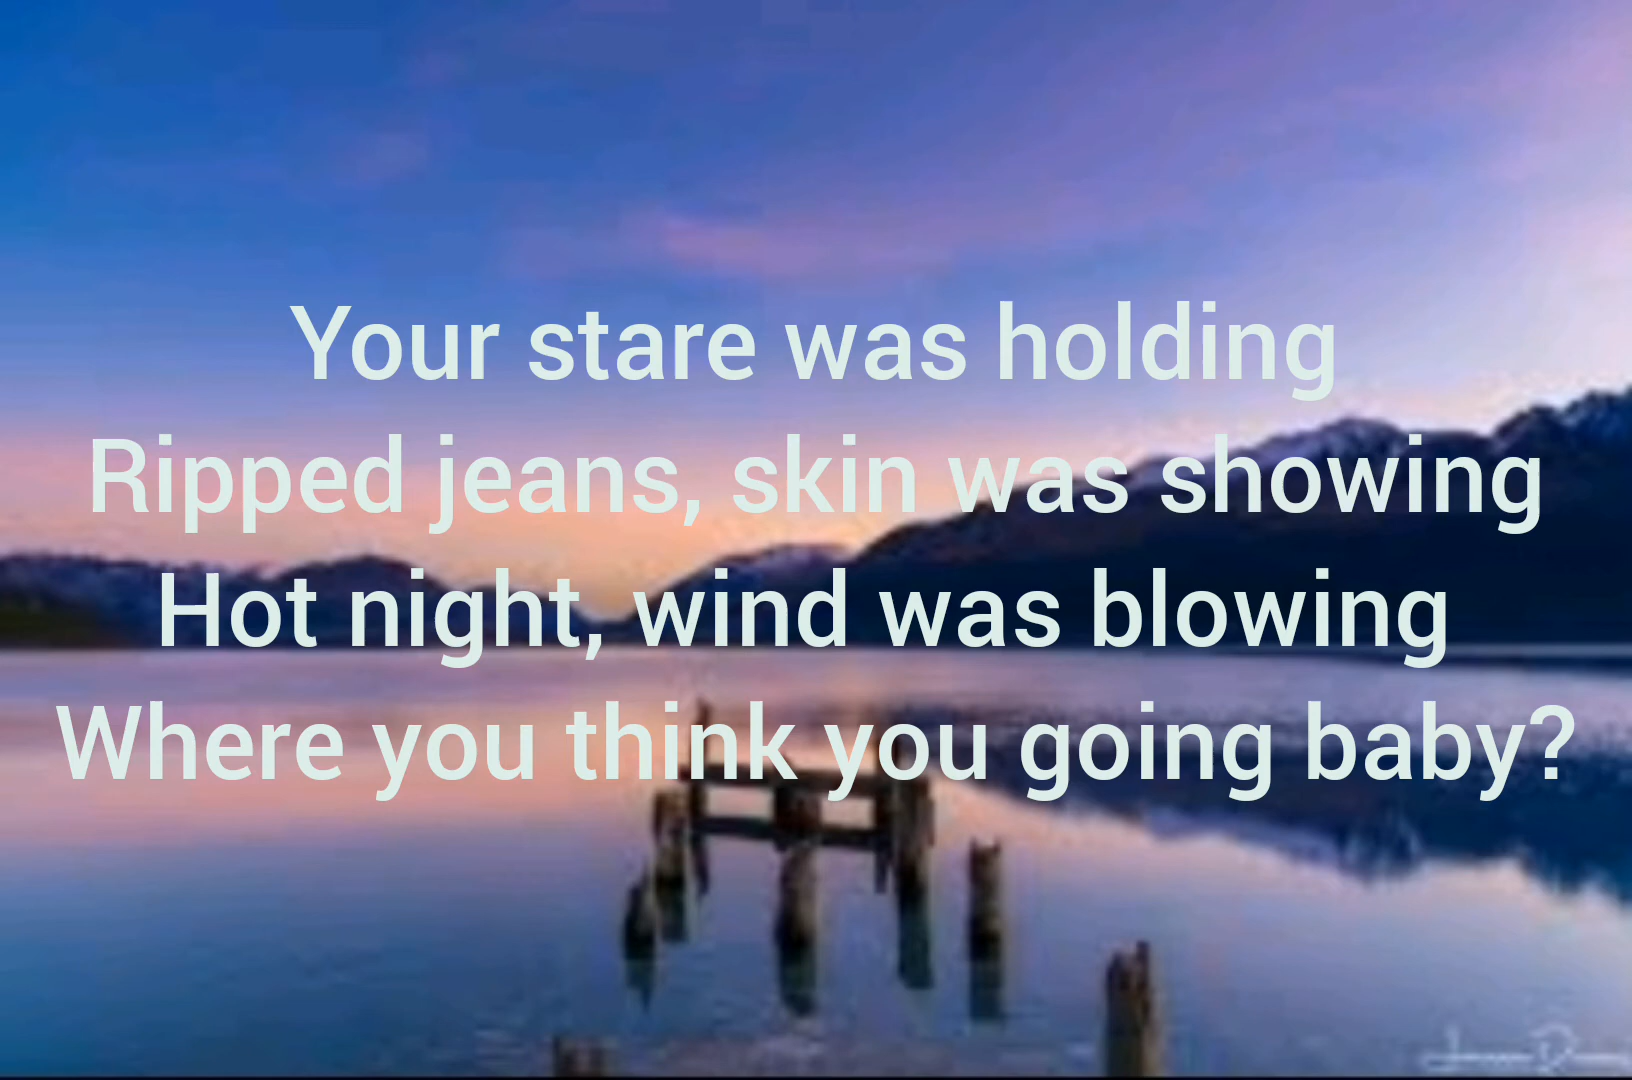 Your stare was holding
Ripped jeans, skin was showing
Hot night, wind was blowing
Where you think you going baby?